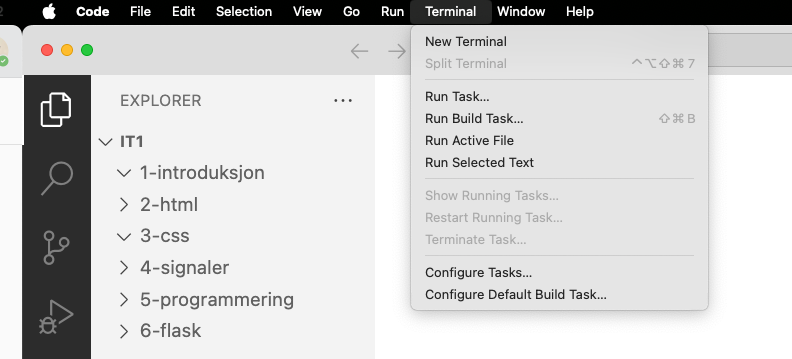 Code File Edit Selection View Go Run Terminal Window Help
New Terminal
Split Terminal ⌃⌥⇧⌘7
Run Task...
Run Build Task... ⇧⌘B
Run Active File
Run Selected Text
Show Running Tasks...
Restart Running Task...
Terminate Task...
Configure Tasks...
Configure Default Build Task...
EXPLORER
IT1
1-introduksjon
2-html
3-css
4-signaler
5-programmering
6-flask